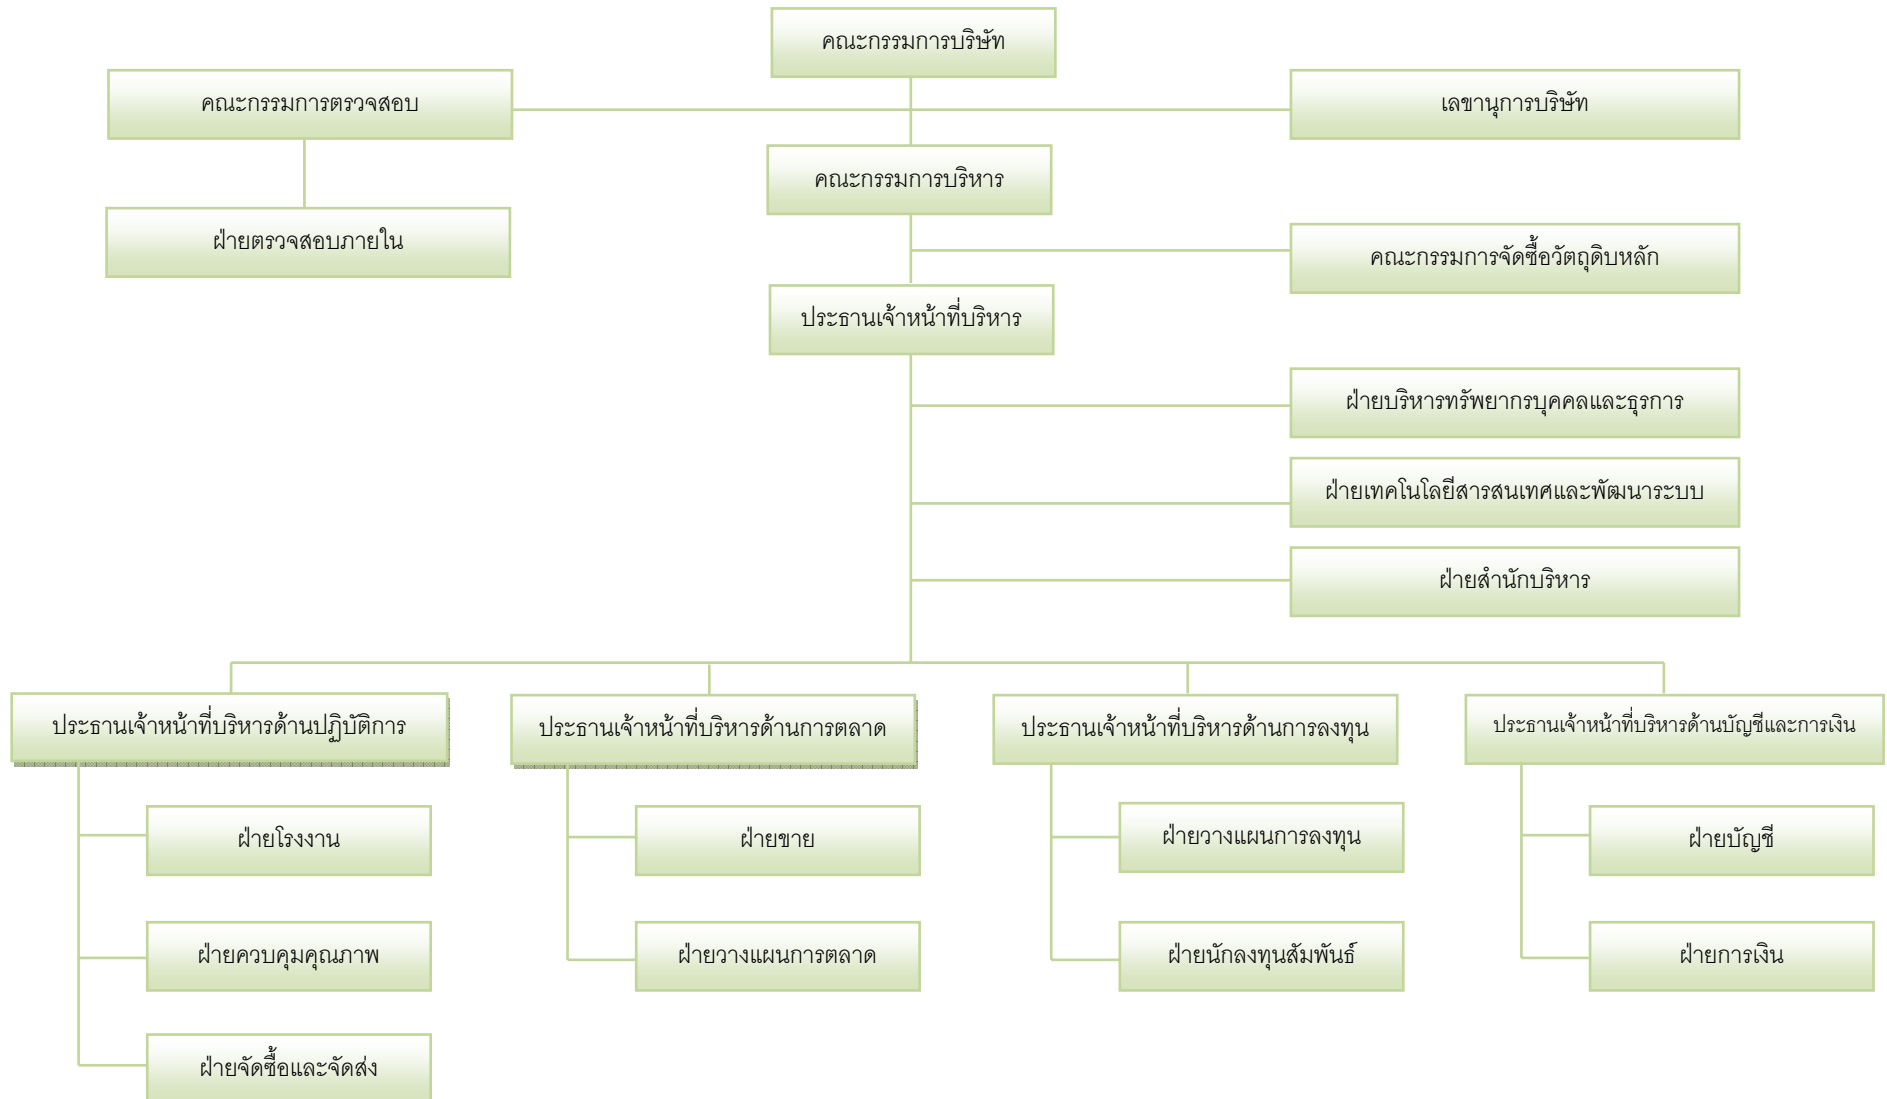 คณะกรรมการบริษัท
คณะกรรมการตรวจสอบ
เลขานุการบริษัท
คณะกรรมการบริหาร
ฝ่ายตรวจสอบภายใน
คณะกรรมการจัดซื้อวัตถุดิบหลัก
ประธานเจ้าหน้าที่บริหาร
ฝ่ายบริหารทรัพยากรบุคคลและธุรการ
ฝ่ายเทคโนโลยีสารสนเทศและพัฒนาระบบ
ฝ่ายสำนักบริหาร
ประธานเจ้าหน้าที่บริหารด้านปฏิบัติการ
ประธานเจ้าหน้าที่บริหารด้านการตลาด
ประธานเจ้าหน้าที่บริหารด้านการลงทุน
ประธานเจ้าหน้าที่บริหารด้านบัญชีและการเงิน
ฝ่ายโรงงาน
ฝ่ายขาย
ฝ่ายวางแผนการลงทุน
ฝ่ายบัญชี
ฝ่ายควบคุมคุณภาพ
ฝ่ายวางแผนการตลาด
ฝ่ายนักลงทุนสัมพันธ์
ฝ่ายการเงิน
ฝ่ายจัดซื้อและจัดส่ง